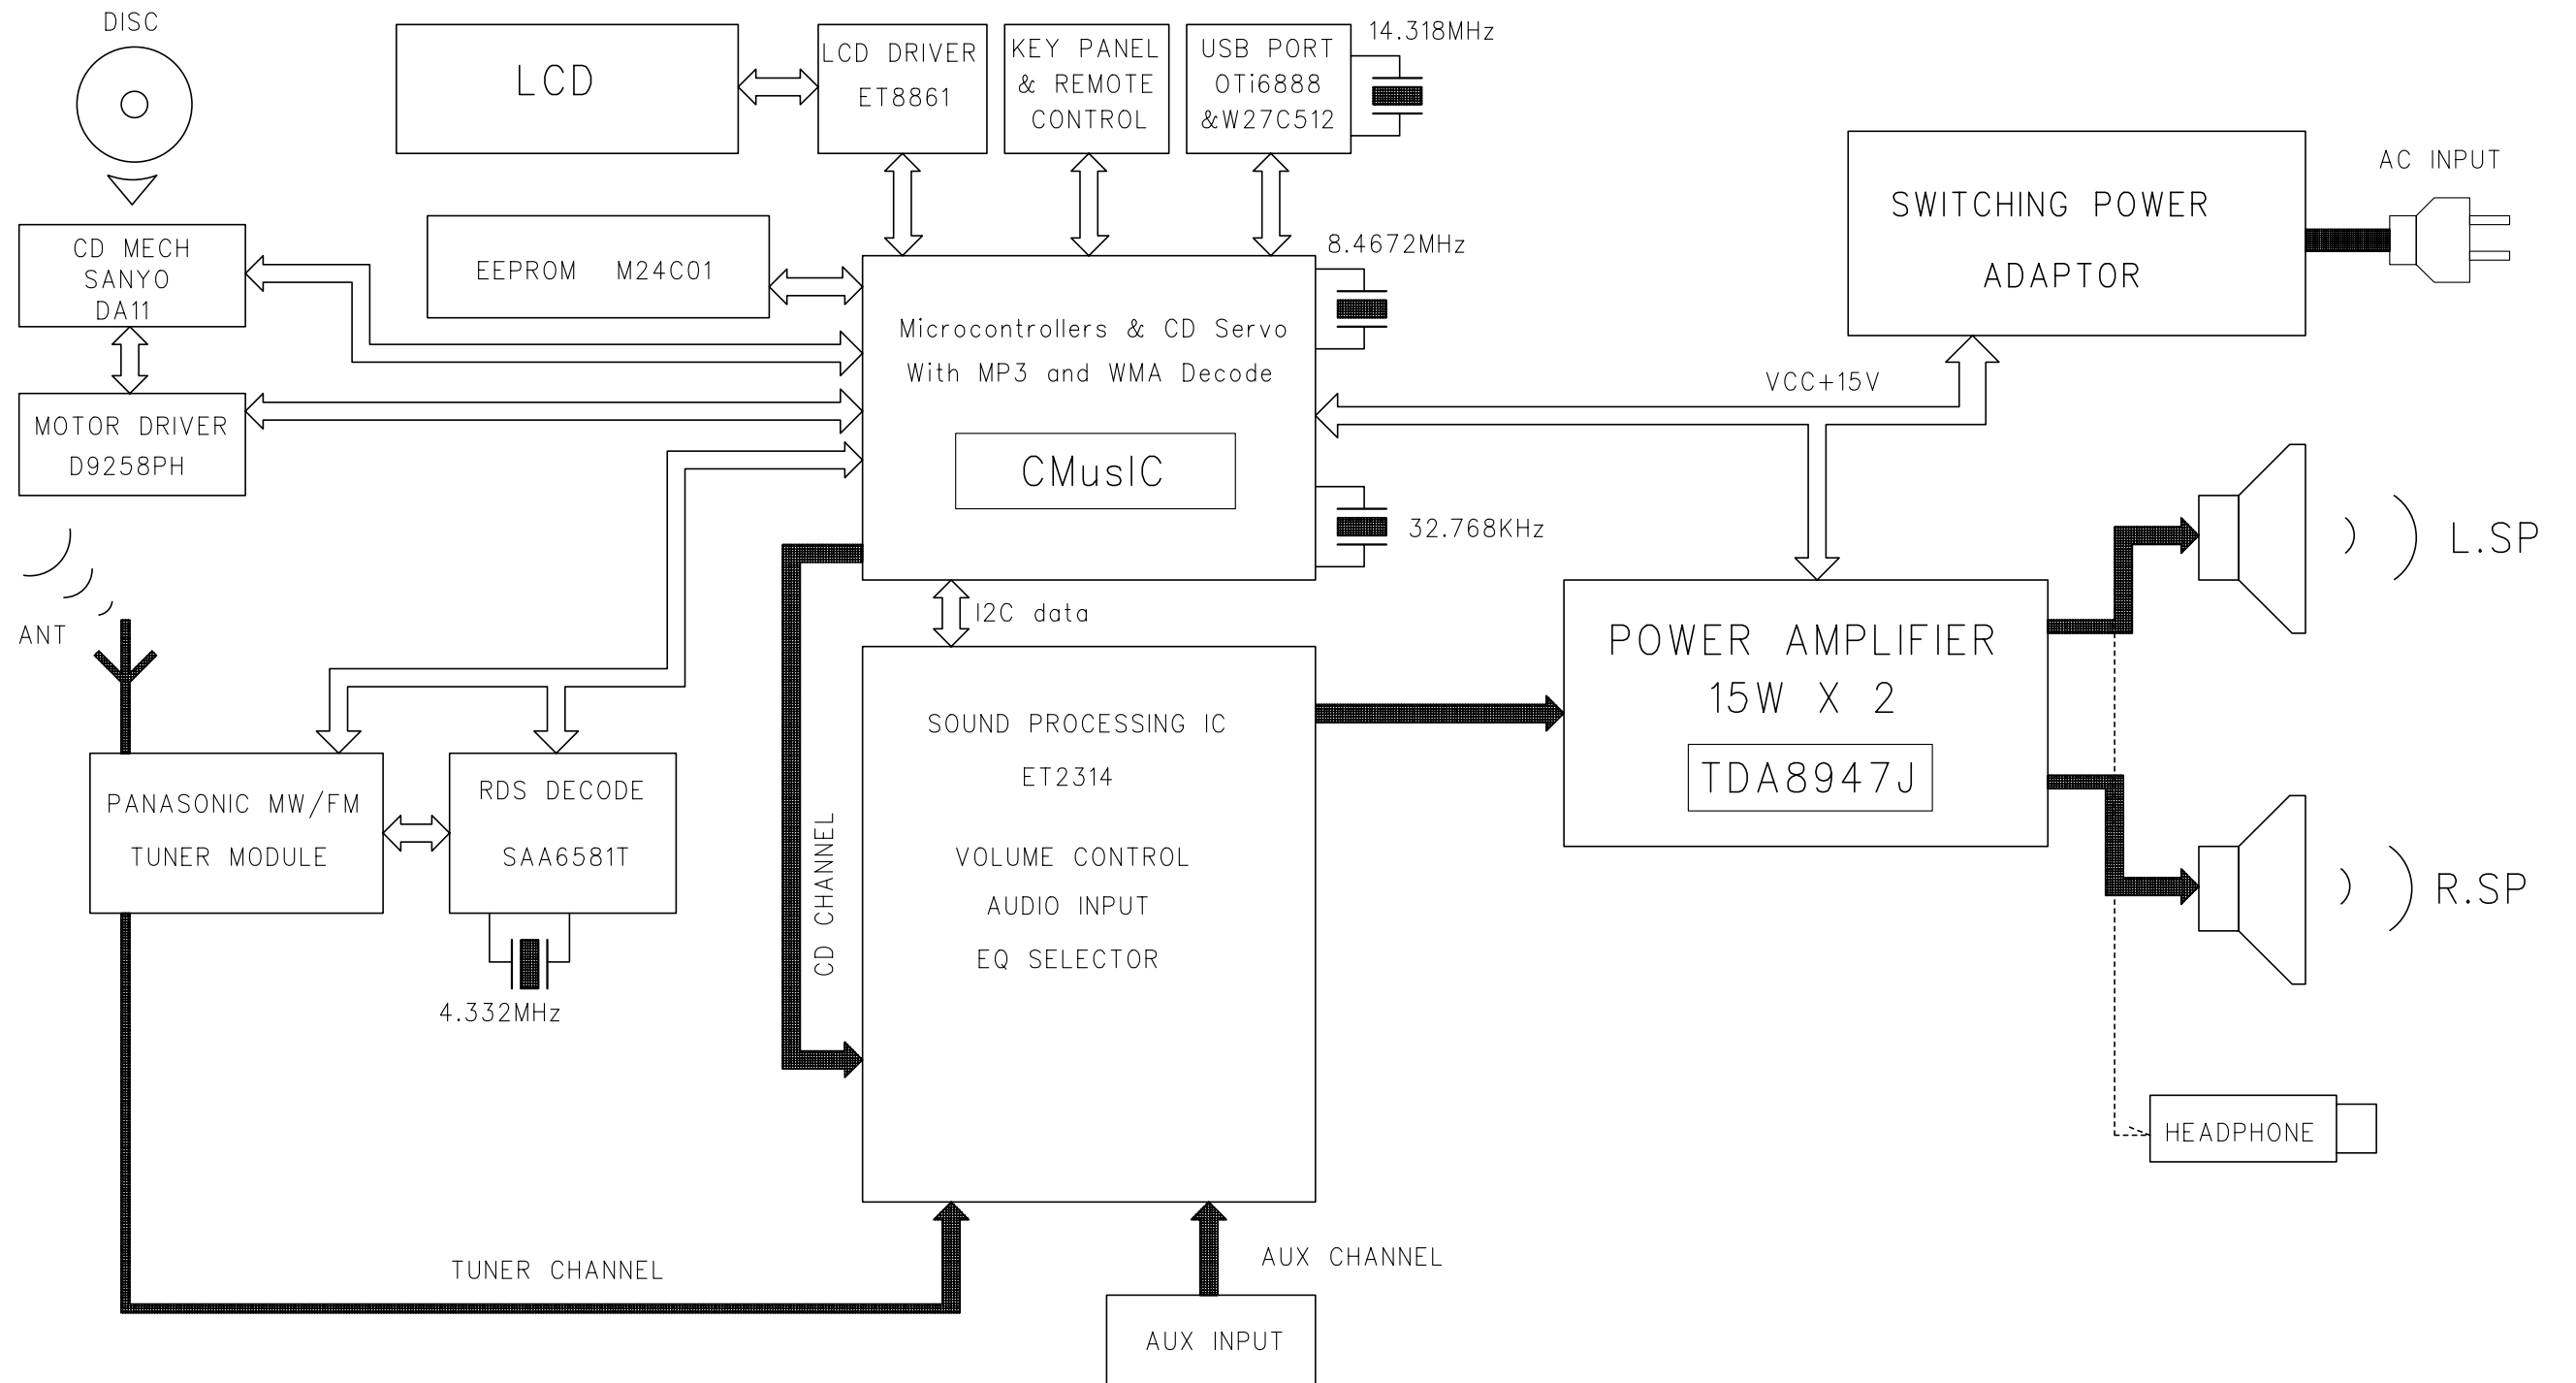 DISC
LCD
LCD DRIVER
ET8861
KEY PANEL
& REMOTE
CONTROL
USB PORT
OTi6888
&W27C512
14.318MHz
CD MECH
SANYO
DA11
EEPROM M24C01
8.4672MHz
Microcontrollers & CD Servo
With MP3 and WMA Decode
CMusIC
SWITCHING POWER
ADAPTOR
AC INPUT
VCC+15V
MOTOR DRIVER
D9258PH
32.768KHz
L.SP
ANT
I2C data
POWER AMPLIFIER
15W X 2
TDA8947J
SOUND PROCESSING IC
ET2314
VOLUME CONTROL
AUDIO INPUT
EQ SELECTOR
PANASONIC MW/FM
TUNER MODULE
RDS DECODE
SAA6581T
4.332MHz
CD CHANNEL
R.SP
HEADPHONE
TUNER CHANNEL
AUX CHANNEL
AUX INPUT